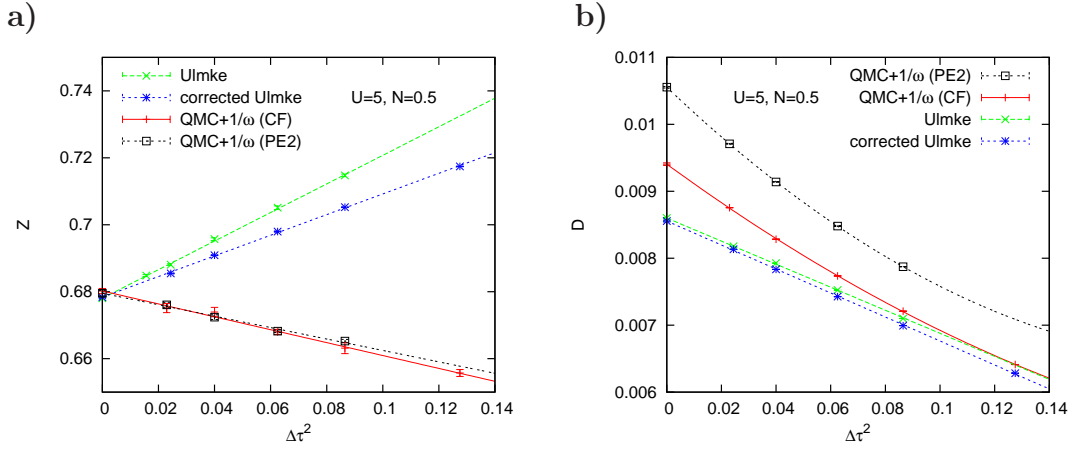 a)
Ulmke
corrected Ulmke
QMC+1/ω (CF)
QMC+1/ω (PE2)
U=5, N=0.5
0.74
0.72
0.7
0.68
0.66
Z
0 0.02 0.04 0.06 0.08 0.1 0.12 0.14
Δτ²
b)
QMC+1/ω (PE2)
QMC+1/ω (CF)
Ulmke
corrected Ulmke
U=5, N=0.5
0.011
0.01
0.009
0.008
0.007
0.006
D
0 0.02 0.04 0.06 0.08 0.1 0.12 0.14
Δτ²